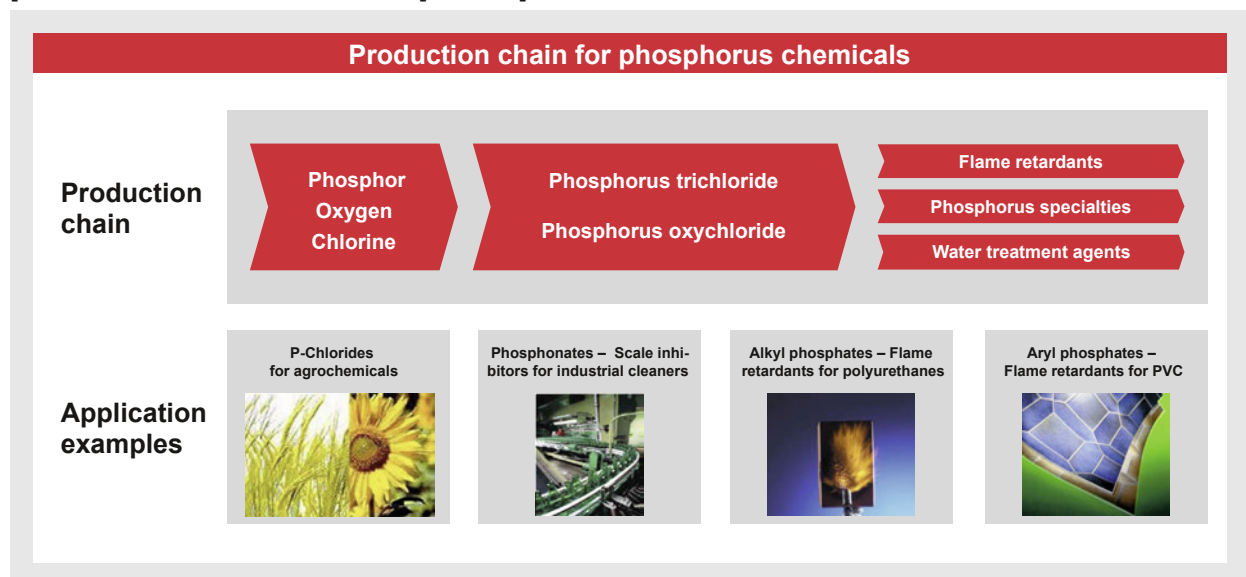 Production chain for phosphorus chemicals
Production
chain
Phosphor
Oxygen
Chlorine
Phosphorus trichloride
Phosphorus oxychloride
Flame retardants
Phosphorus specialties
Water treatment agents
Application
examples
P-Chlorides
for agrochemicals
Phosphonates – Scale inhi-
bitors for industrial cleaners
Alkyl phosphates – Flame
retardants for polyurethanes
Aryl phosphates –
Flame retardants for PVC